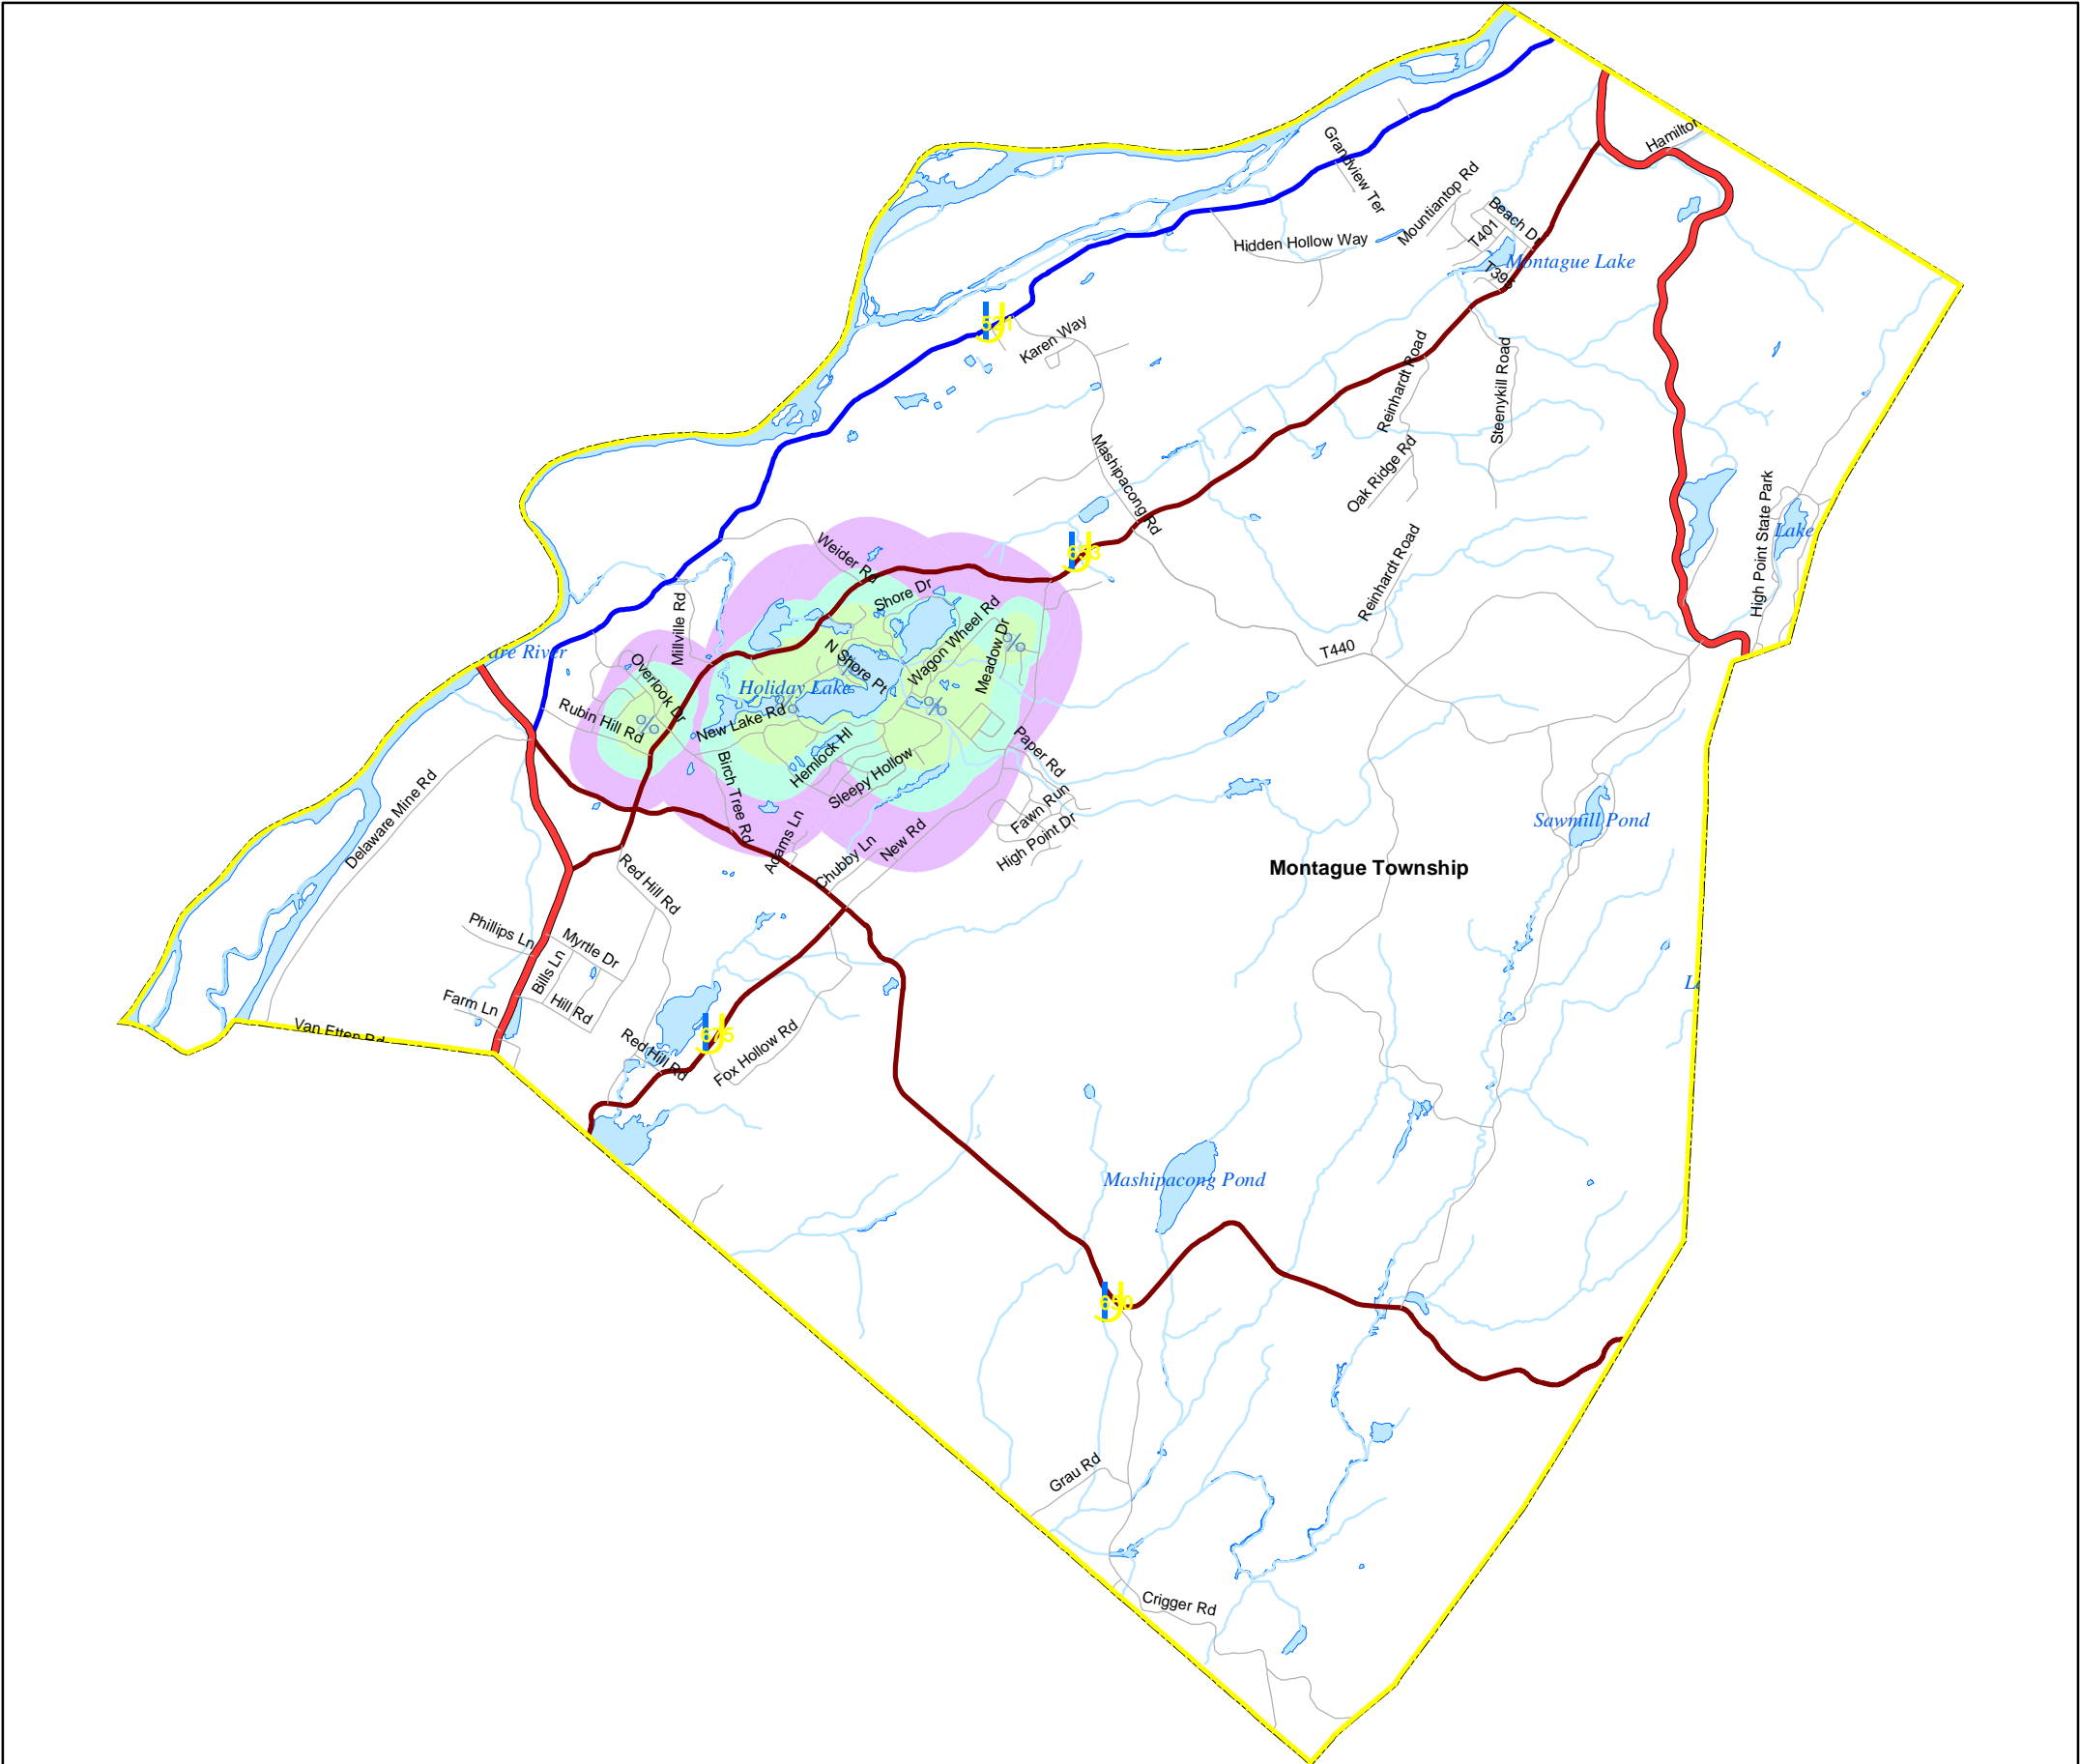 Hamilton
Grandview Ter
Mountiantop Rd
Beach Dr
T401
Hidden Hollow Way
Montague Lake
T395
Karen Way
Reinhardt Road
Steenykill Road
Mashipacong Rd
Oak Ridge Rd
High Point State Park
Lake
Weider Rd
Shore Dr
Reinhardt Road
Millville Rd
Wagon Wheel Rd
Meadow Dr
N Shore Pt
T440
are River
Overlook Dr
Holiday Lake
%
%
%
%
Rubin Hill Rd
New Lake Rd
Hemlock Hl
Paper Rd
Birch Tree Rd
Sleepy Hollow
Delaware Mine Rd
Fawn Run
High Point Dr
Sawmill Pond
Adams Ln
Chubby Ln
New Rd
Montague Township
Red Hill Rd
Phillips Ln
Myrtle Dr
Bills Ln
Farm Ln
Hill Rd
Van Etten Rd
Red Hill Rd
675
Fox Hollow Rd
Mashipacong Pond
Grau Rd
Crigger Rd